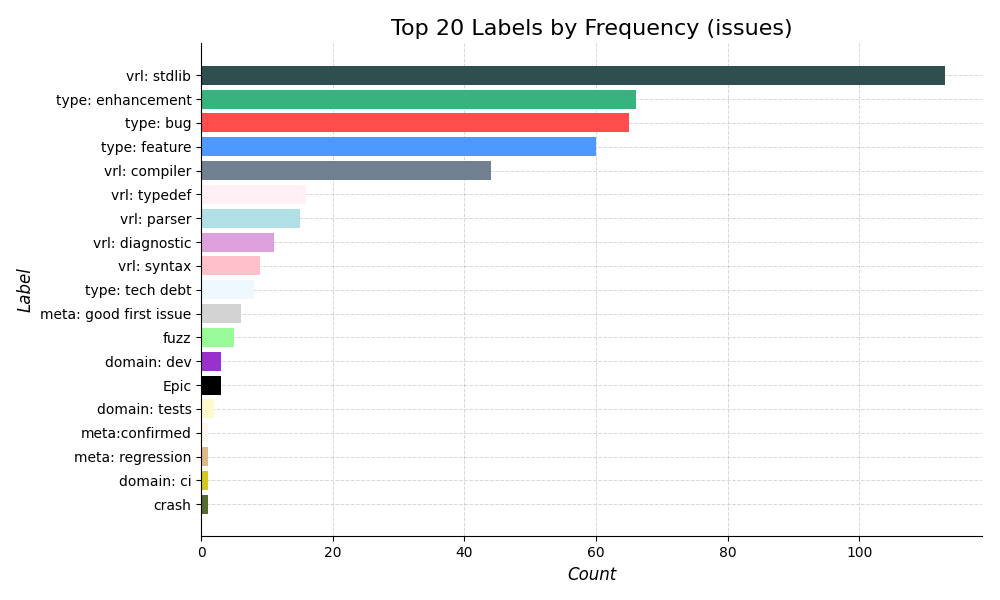 Top 20 Labels by Frequency (issues)
Label
vrl: stdlib
type: enhancement
type: bug
type: feature
vrl: compiler
vrl: typedef
vrl: parser
vrl: diagnostic
vrl: syntax
type: tech debt
meta: good first issue
fuzz
domain: dev
Epic
domain: tests
meta:confirmed
meta: regression
domain: ci
crash
0 20 40 60 80 100
Count